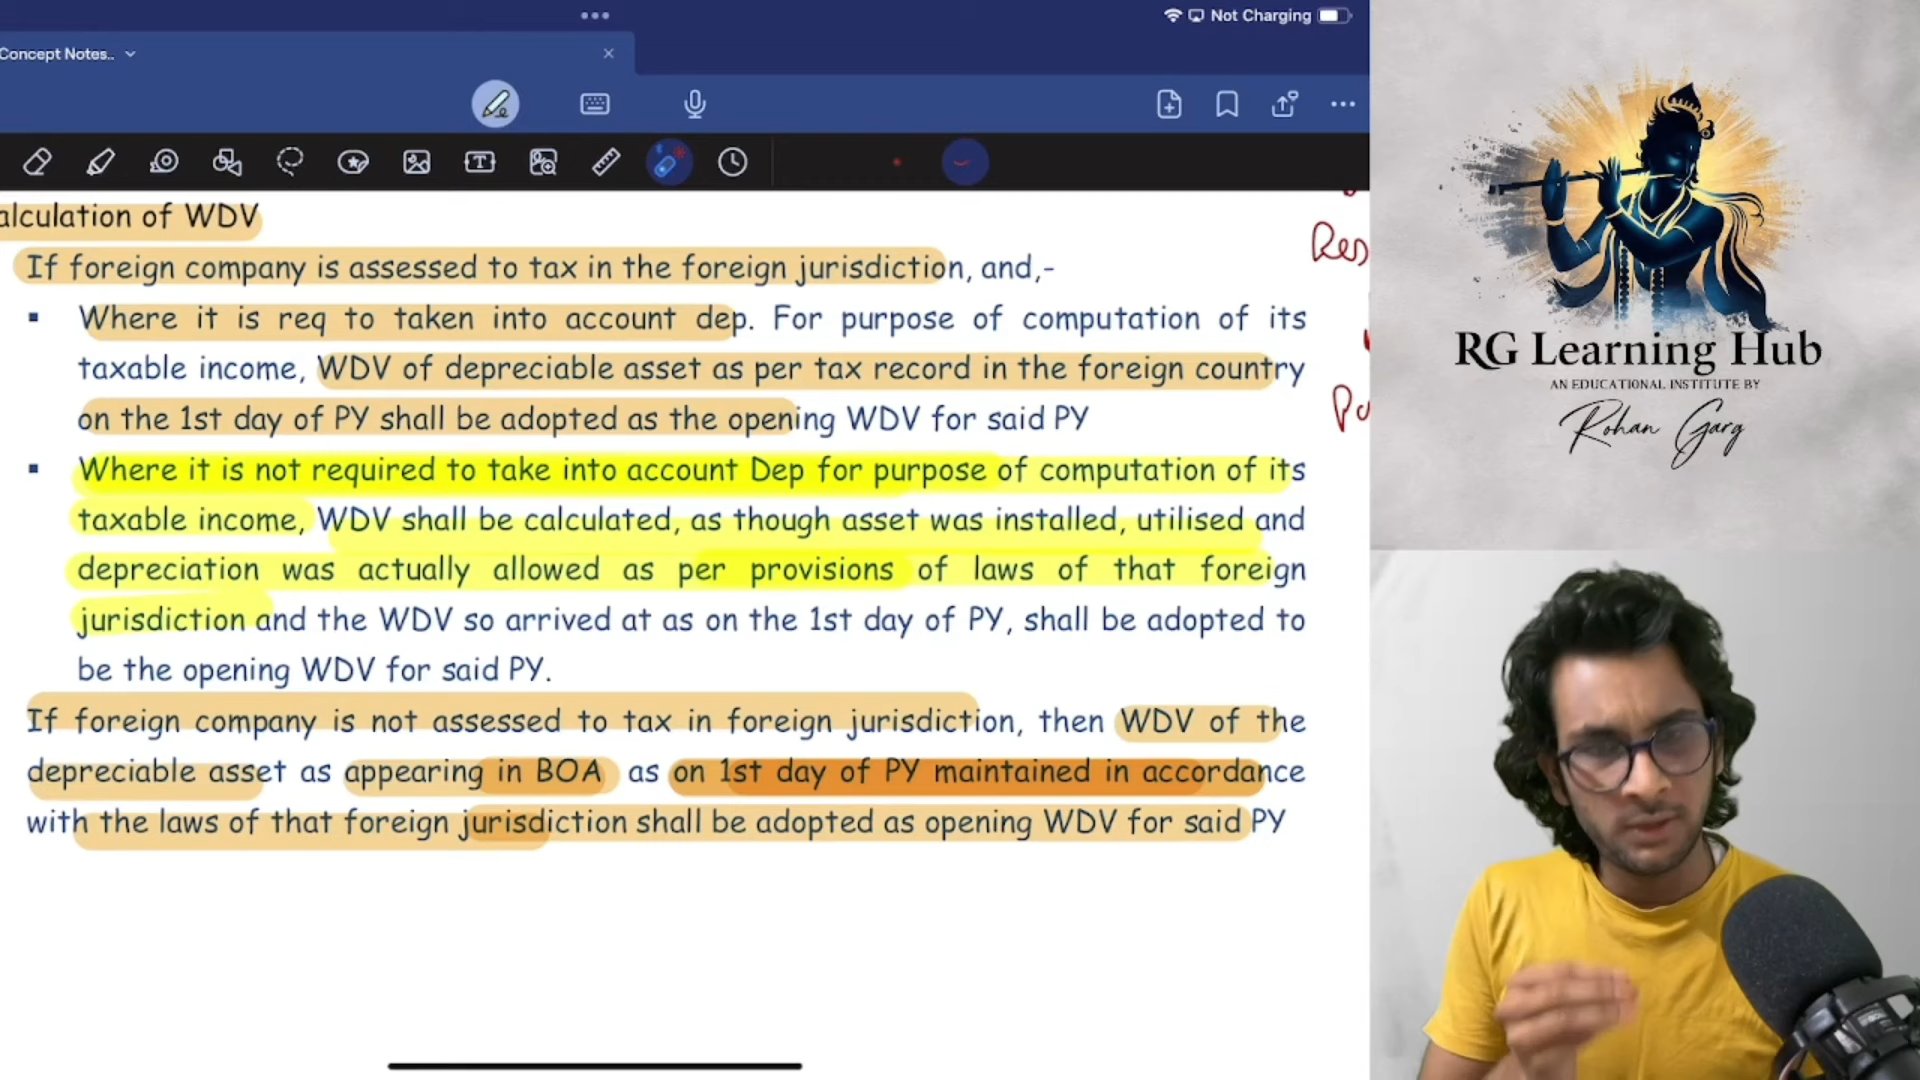 Not Charging
Concept Notes..
alculation of WDV
If foreign company is assessed to tax in the foreign jurisdiction, and,-
▪ Where it is req to taken into account dep. For purpose of computation of its
taxable income, WDV of depreciable asset as per tax record in the foreign country
on the 1st day of PY shall be adopted as the opening WDV for said PY
▪ Where it is not required to take into account Dep for purpose of computation of its
taxable income, WDV shall be calculated, as though asset was installed, utilised and
depreciation was actually allowed as per provisions of laws of that foreign
jurisdiction and the WDV so arrived at as on the 1st day of PY, shall be adopted to
be the opening WDV for said PY.
If foreign company is not assessed to tax in foreign jurisdiction, then WDV of the
depreciable asset as appearing in BOA as on 1st day of PY maintained in accordance
with the laws of that foreign jurisdiction shall be adopted as opening WDV for said PY
Res
RG Learning Hub
AN EDUCATIONAL INSTITUTE BY
Rohan Garg